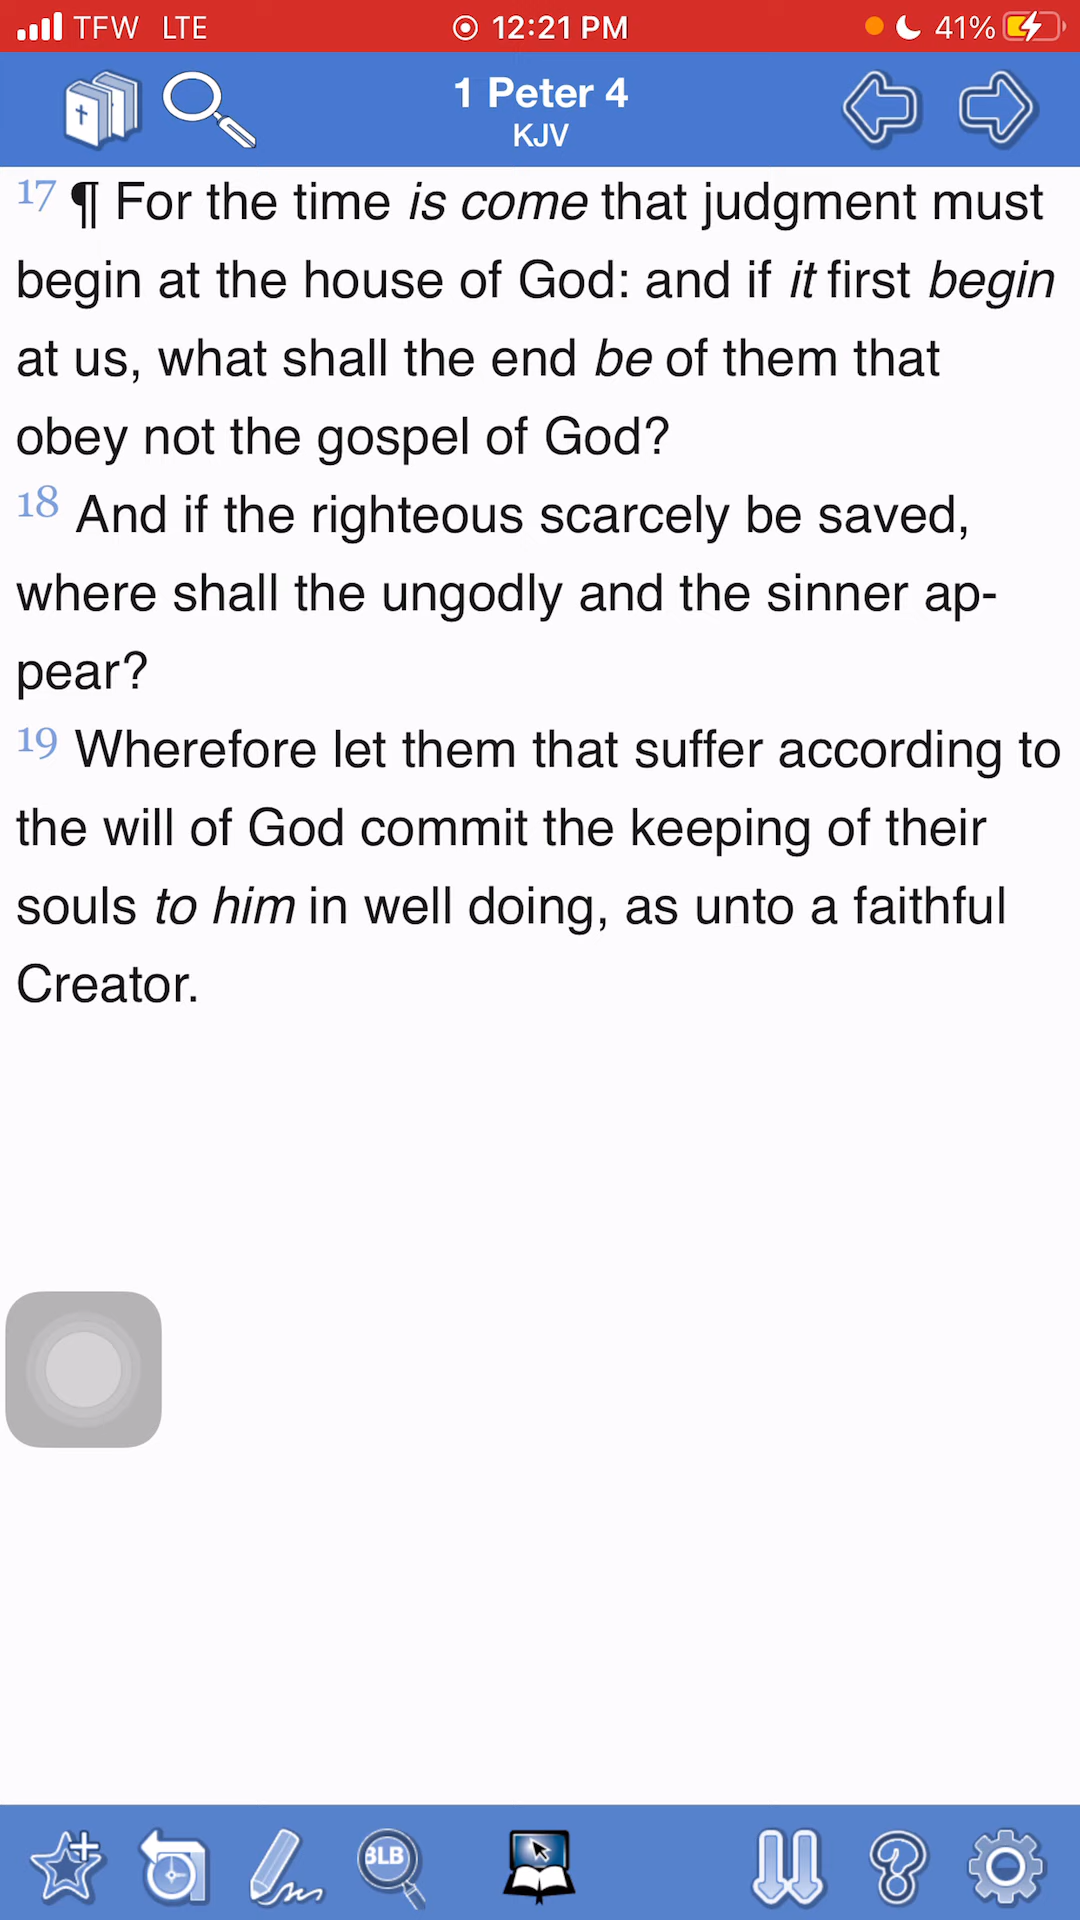 TFW LTE 12:21 PM 41%
1 Peter 4
KJV
17 ¶ For the time is come that judgment must
begin at the house of God: and if it first begin
at us, what shall the end be of them that
obey not the gospel of God?
18 And if the righteous scarcely be saved,
where shall the ungodly and the sinner ap-
pear?
19 Wherefore let them that suffer according to
the will of God commit the keeping of their
souls to him in well doing, as unto a faithful
Creator.
BLB